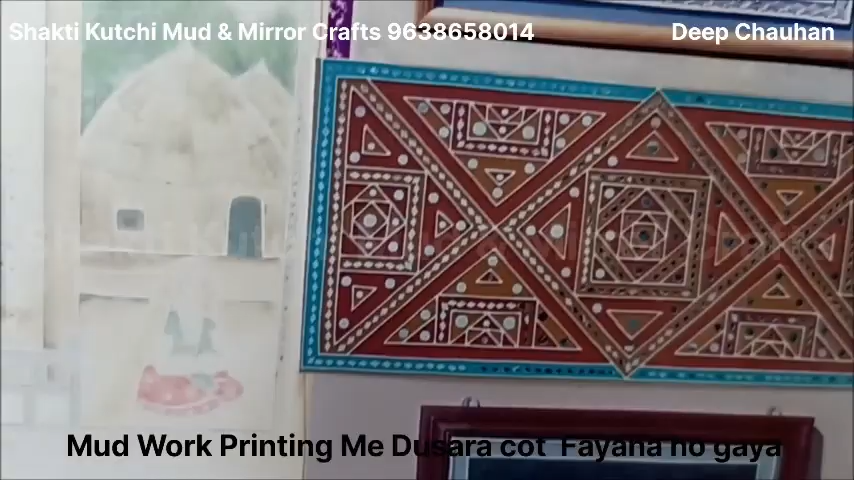 Shakti Kutchi Mud & Mirror Crafts 9638658014
Deep Chauhan
Mud Work Printing Me Dusara cot Fayana ho gaya